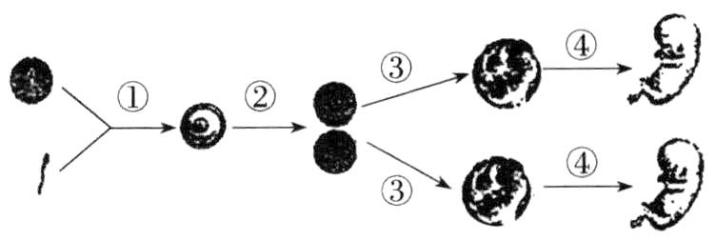 ① ② ③ ④
③ ④